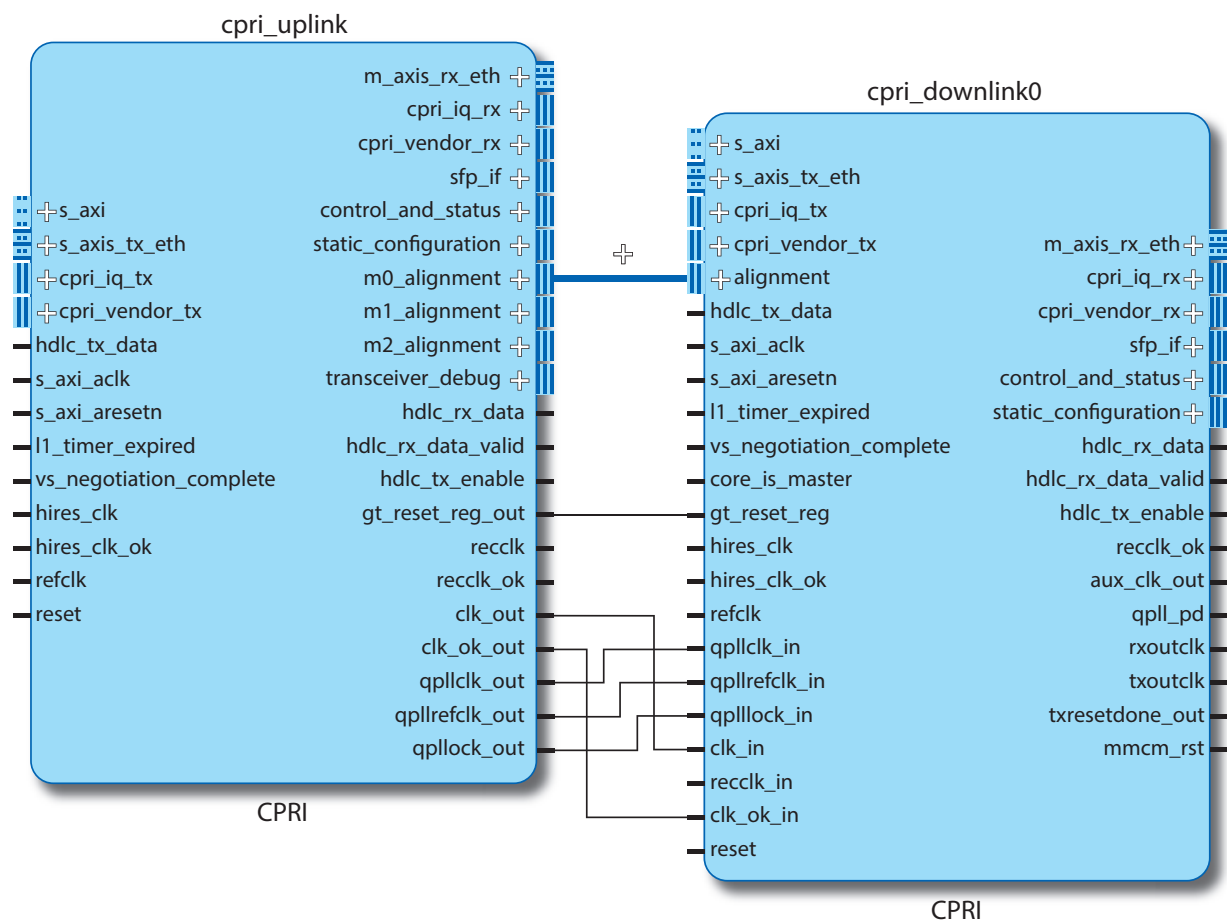 cpri_uplink
m_axis_rx_eth
cpri_iq_rx
cpri_vendor_rx
sfp_if
s_axi control_and_status
s_axis_tx_eth static_configuration
cpri_iq_tx m0_alignment
cpri_vendor_tx m1_alignment
hdlc_tx_data m2_alignment
s_axi_aclk transceiver_debug
s_axi_aresetn hdlc_rx_data
l1_timer_expired hdlc_rx_data_valid
vs_negotiation_complete hdlc_tx_enable
hires_clk gt_reset_reg_out
hires_clk_ok recclk
refclk recclk_ok
reset clk_out
clk_ok_out
qpllclk_out
qpllrefclk_out
qpllock_out
CPRI
cpri_downlink0
s_axi
s_axis_tx_eth
cpri_iq_tx
cpri_vendor_tx m_axis_rx_eth
alignment cpri_iq_rx
hdlc_tx_data cpri_vendor_rx
s_axi_aclk sfp_if
s_axi_aresetn control_and_status
l1_timer_expired static_configuration
vs_negotiation_complete hdlc_rx_data
core_is_master hdlc_rx_data_valid
gt_reset_reg hdlc_tx_enable
hires_clk recclk_ok
hires_clk_ok aux_clk_out
refclk qpll_pd
qpllclk_in rxoutclk
qpllrefclk_in txoutclk
qplllock_in txresetdone_out
clk_in mmcm_rst
recclk_in
clk_ok_in
reset
CPRI